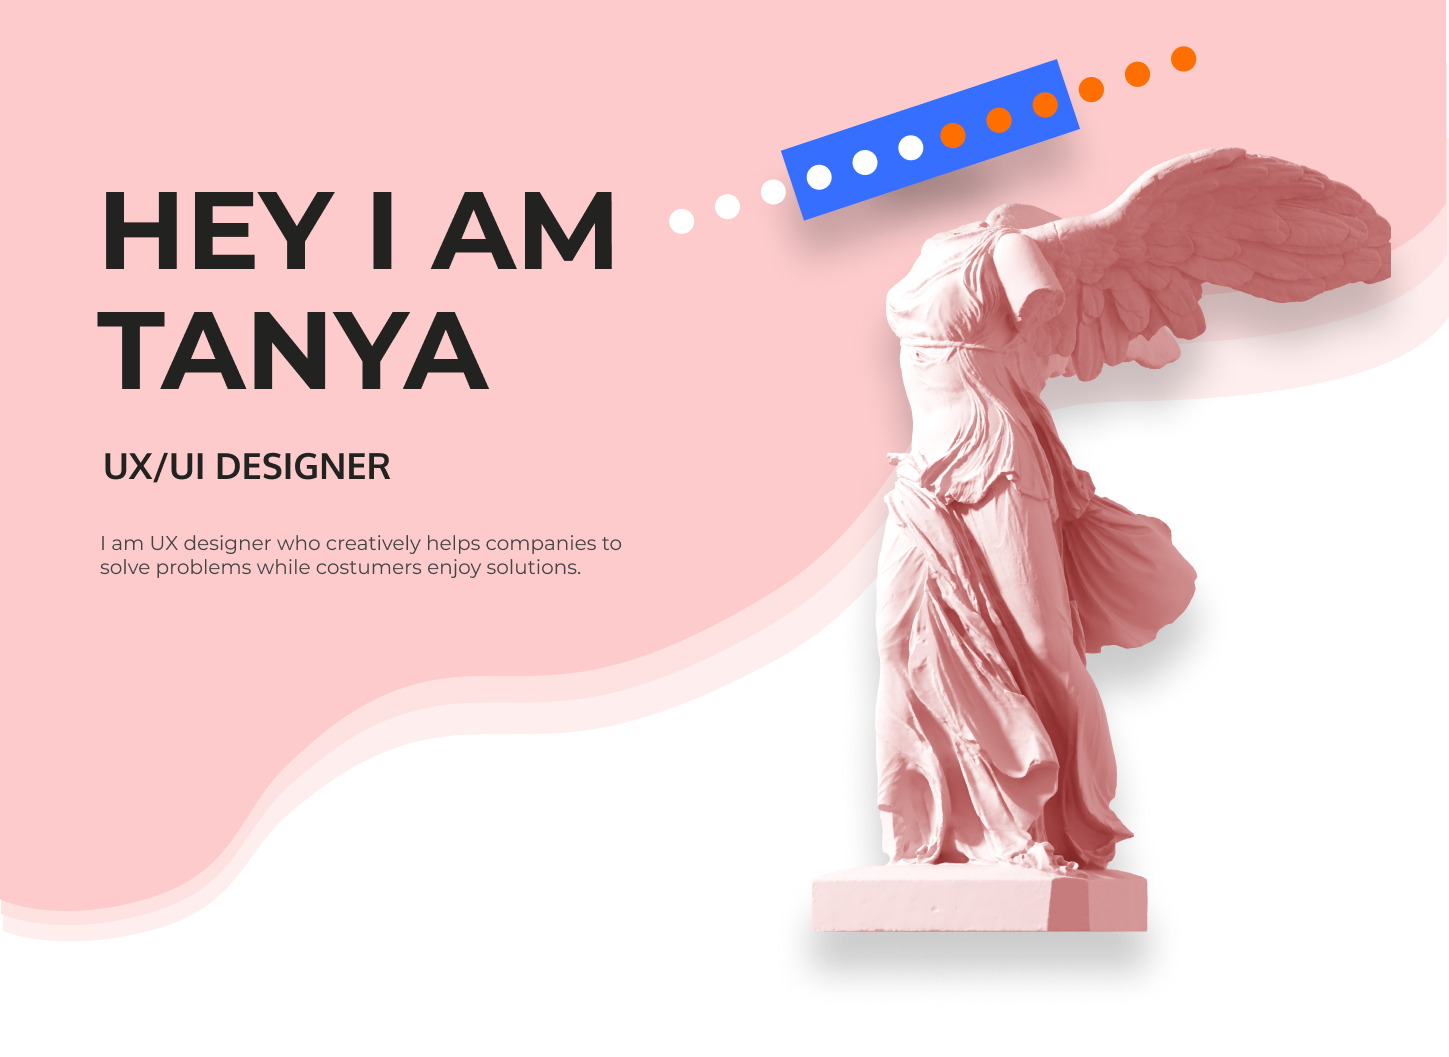 HEY I AM
TANYA
UX/UI DESIGNER
I am UX designer who creatively helps companies to
solve problems while costumers enjoy solutions.